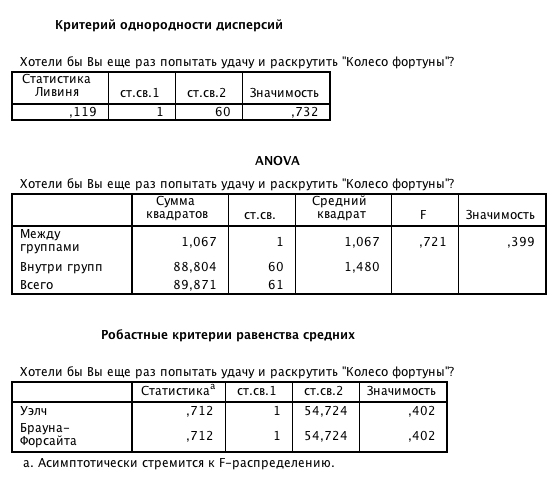 Критерий однородности дисперсий
Хотели бы Вы еще раз попытать удачу и раскрутить "Колесо фортуны"?
Статистика Ливиня ст.св.1 ст.св.2 Значимость
,119 1 60 ,732
ANOVA
Хотели бы Вы еще раз попытать удачу и раскрутить "Колесо фортуны"?
Сумма квадратов ст.св. Средний квадрат F Значимость
Между группами 1,067 1 1,067 ,721 ,399
Внутри групп 88,804 60 1,480
Всего 89,871 61
Робастные критерии равенства средних
Хотели бы Вы еще раз попытать удачу и раскрутить "Колесо фортуны"?
Статистика^a ст.св.1 ст.св.2 Значимость
Уэлч ,712 1 54,724 ,402
Брауна-Форсайта ,712 1 54,724 ,402
a. Асимптотически стремится к F-распределению.